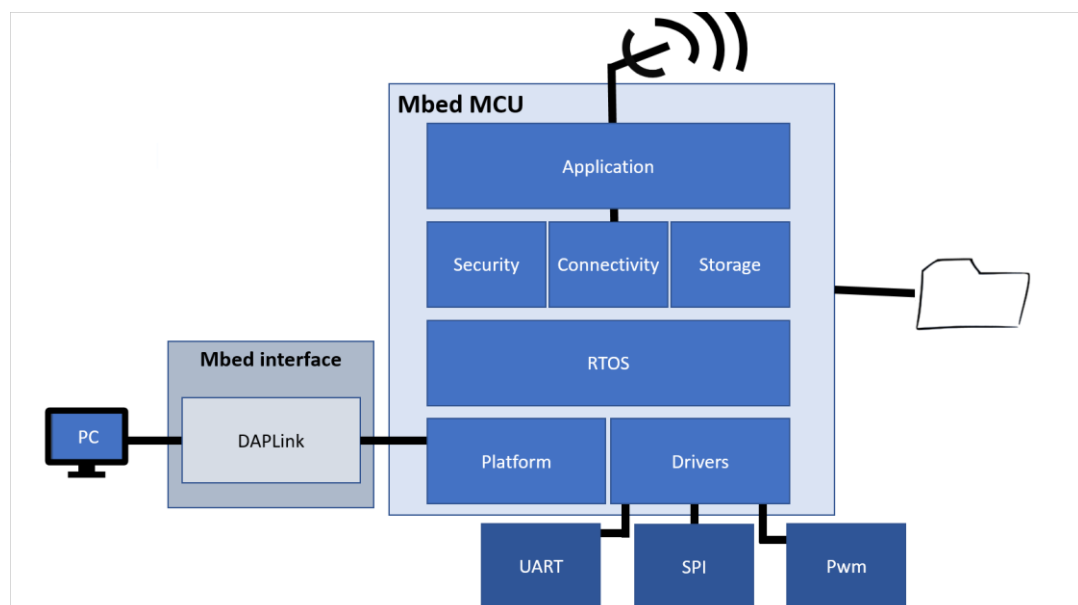 Mbed MCU
Application
Security
Connectivity
Storage
RTOS
Mbed interface
PC
DAPLink
Platform
Drivers
UART
SPI
Pwm